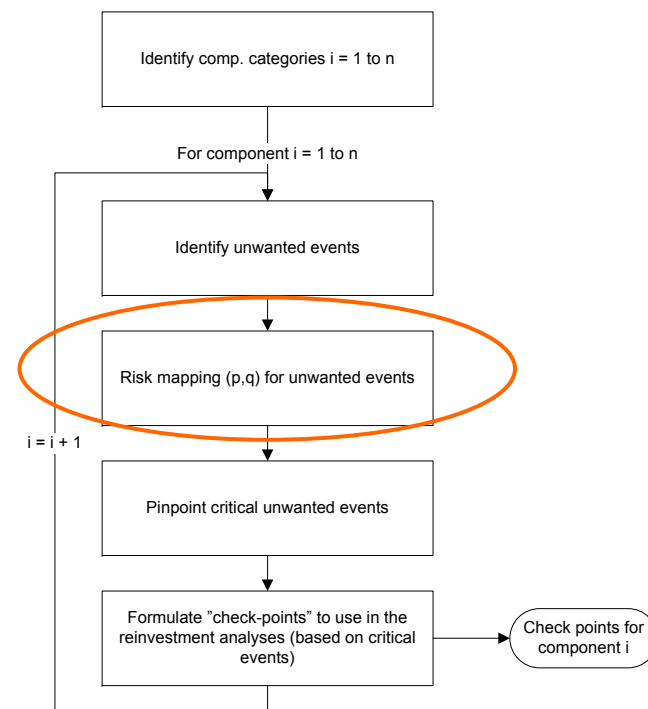 Identify comp. categories i = 1 to n
For component i = 1 to n
Identify unwanted events
Risk mapping (p,q) for unwanted events
i = i + 1
Pinpoint critical unwanted events
Formulate ”check-points” to use in the
reinvestment analyses (based on critical
events)
Check points for
component i